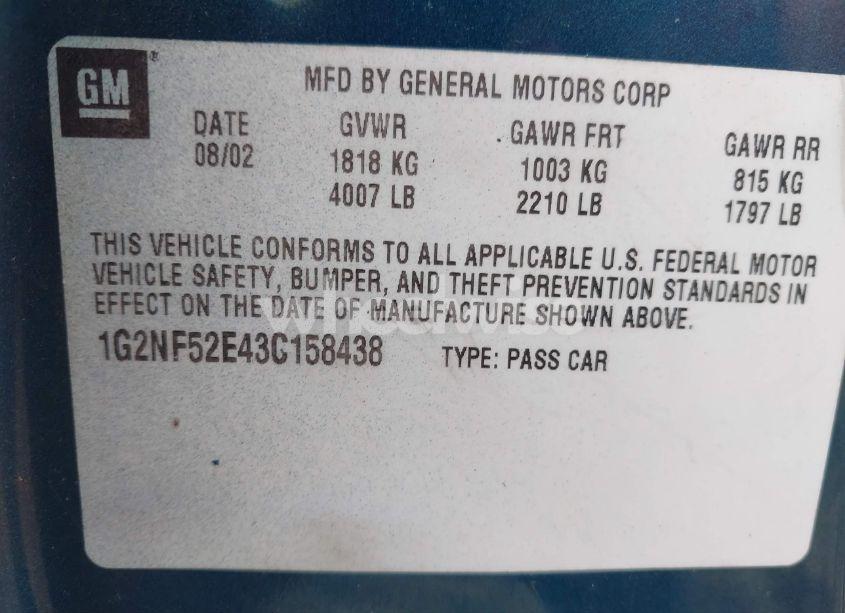 GM
MFD BY GENERAL MOTORS CORP
DATE GVWR GAWR FRT GAWR RR
08/02 1818 KG 1003 KG 815 KG
4007 LB 2210 LB 1797 LB
THIS VEHICLE CONFORMS TO ALL APPLICABLE U.S. FEDERAL MOTOR
VEHICLE SAFETY, BUMPER, AND THEFT PREVENTION STANDARDS IN
EFFECT ON THE DATE OF MANUFACTURE SHOWN ABOVE.
1G2NF52E43C158438 TYPE: PASS CAR